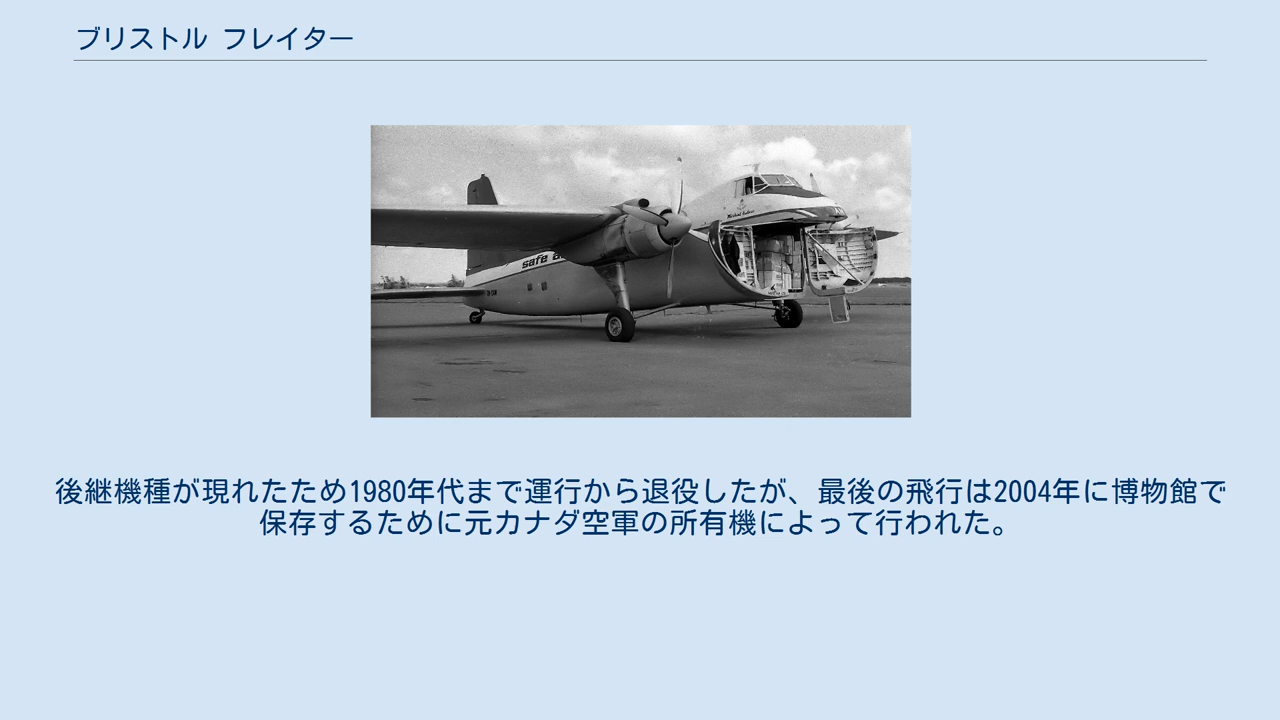 ブリストル フレイター
safe a
後継機種が現れたため1980年代まで運行から退役したが、最後の飛行は2004年に博物館で
保存するために元カナダ空軍の所有機によって行われた。